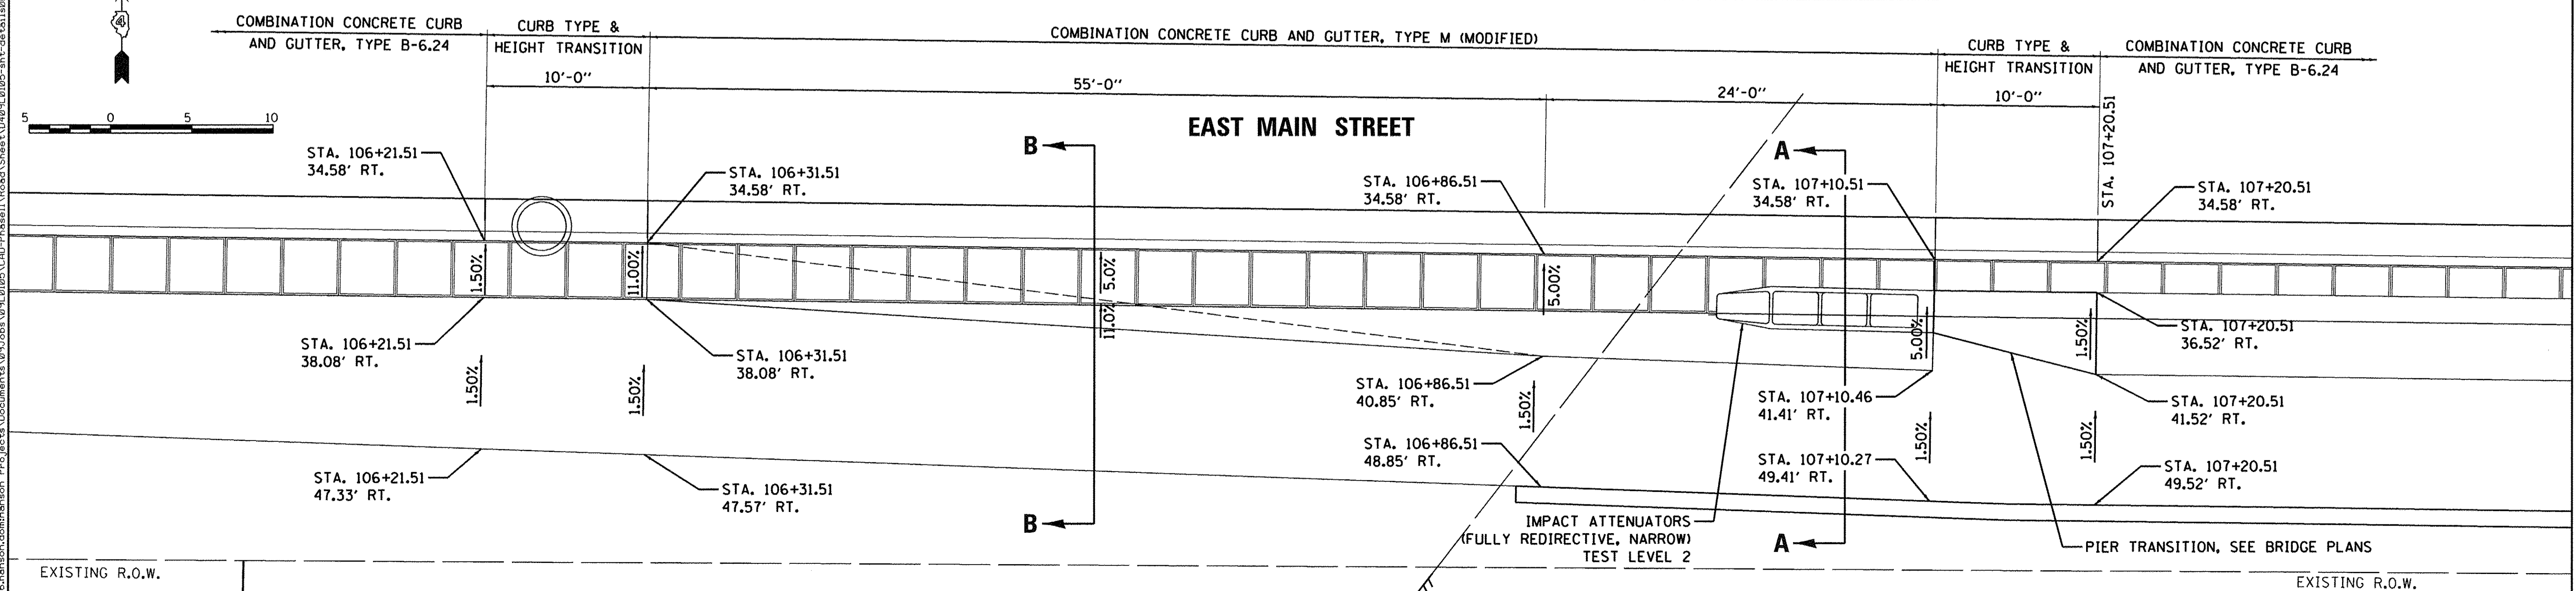 COMBINATION CONCRETE CURB
AND GUTTER, TYPE B-6.24
CURB TYPE &
HEIGHT TRANSITION
COMBINATION CONCRETE CURB AND GUTTER, TYPE M (MODIFIED)
CURB TYPE &
HEIGHT TRANSITION
COMBINATION CONCRETE CURB
AND GUTTER, TYPE B-6.24
4
10'-0"
55'-0"
24'-0"
10'-0"
STA. 107+20.51
5 0 5 10
EAST MAIN STREET
B
A
STA. 106+21.51
34.58' RT.
STA. 106+31.51
34.58' RT.
STA. 106+86.51
34.58' RT.
STA. 107+10.51
34.58' RT.
STA. 107+20.51
34.58' RT.
1.50%
11.00%
5.0%
11.0%
5.00%
5.00%
1.50%
STA. 106+21.51
38.08' RT.
STA. 106+31.51
38.08' RT.
STA. 107+20.51
36.52' RT.
STA. 106+86.51
40.85' RT.
STA. 107+10.46
41.41' RT.
STA. 107+20.51
41.52' RT.
1.50%
1.50%
1.50%
1.50%
1.50%
STA. 106+21.51
47.33' RT.
STA. 106+31.51
47.57' RT.
STA. 106+86.51
48.85' RT.
STA. 107+10.27
49.41' RT.
STA. 107+20.51
49.52' RT.
B
A
IMPACT ATTENUATORS
(FULLY REDIRECTIVE, NARROW)
TEST LEVEL 2
PIER TRANSITION, SEE BRIDGE PLANS
EXISTING R.O.W.
EXISTING R.O.W.